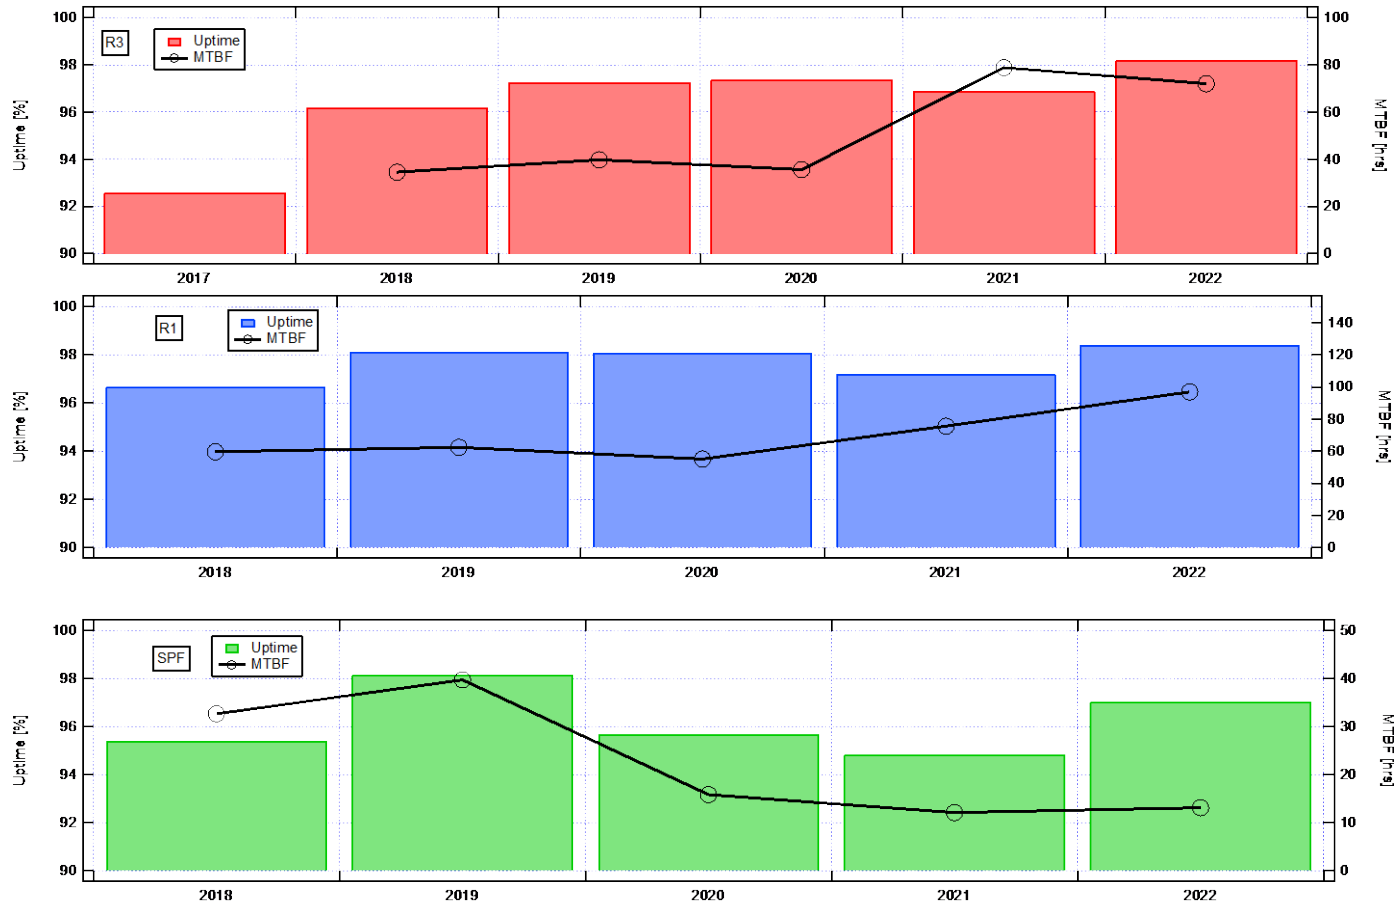 100
98
96
94
92
90
Uptime [%]
R3
Uptime
MTBF
100
80
60
40
20
0
MTBF [hrs]
2017 2018 2019 2020 2021 2022
100
98
96
94
92
90
Uptime [%]
R1
Uptime
MTBF
140
120
100
80
60
40
20
0
MTBF [hrs]
2018 2019 2020 2021 2022
100
98
96
94
92
90
Uptime [%]
SPF
Uptime
MTBF
50
40
30
20
10
0
MTBF [hrs]
2018 2019 2020 2021 2022